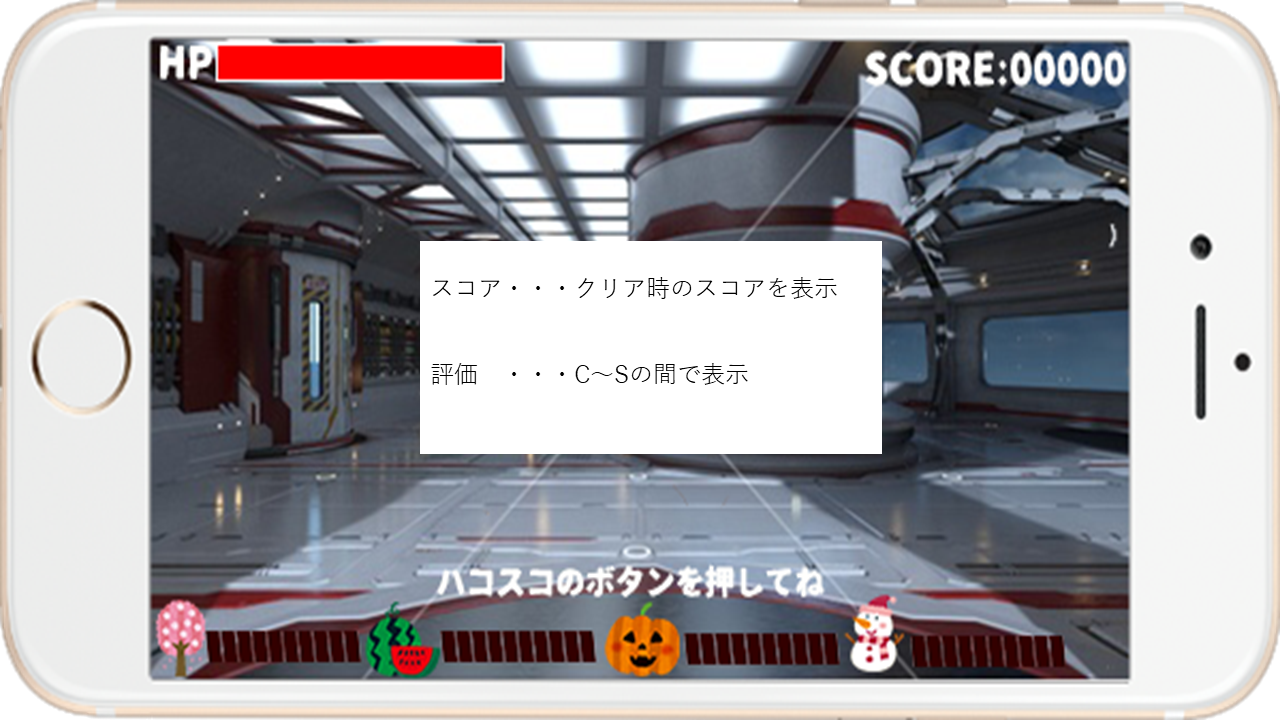 HP
SCORE:00000
スコア・・・クリア時のスコアを表示
評価　・・・C～Sの間で表示
ハコスコのボタンを押してね